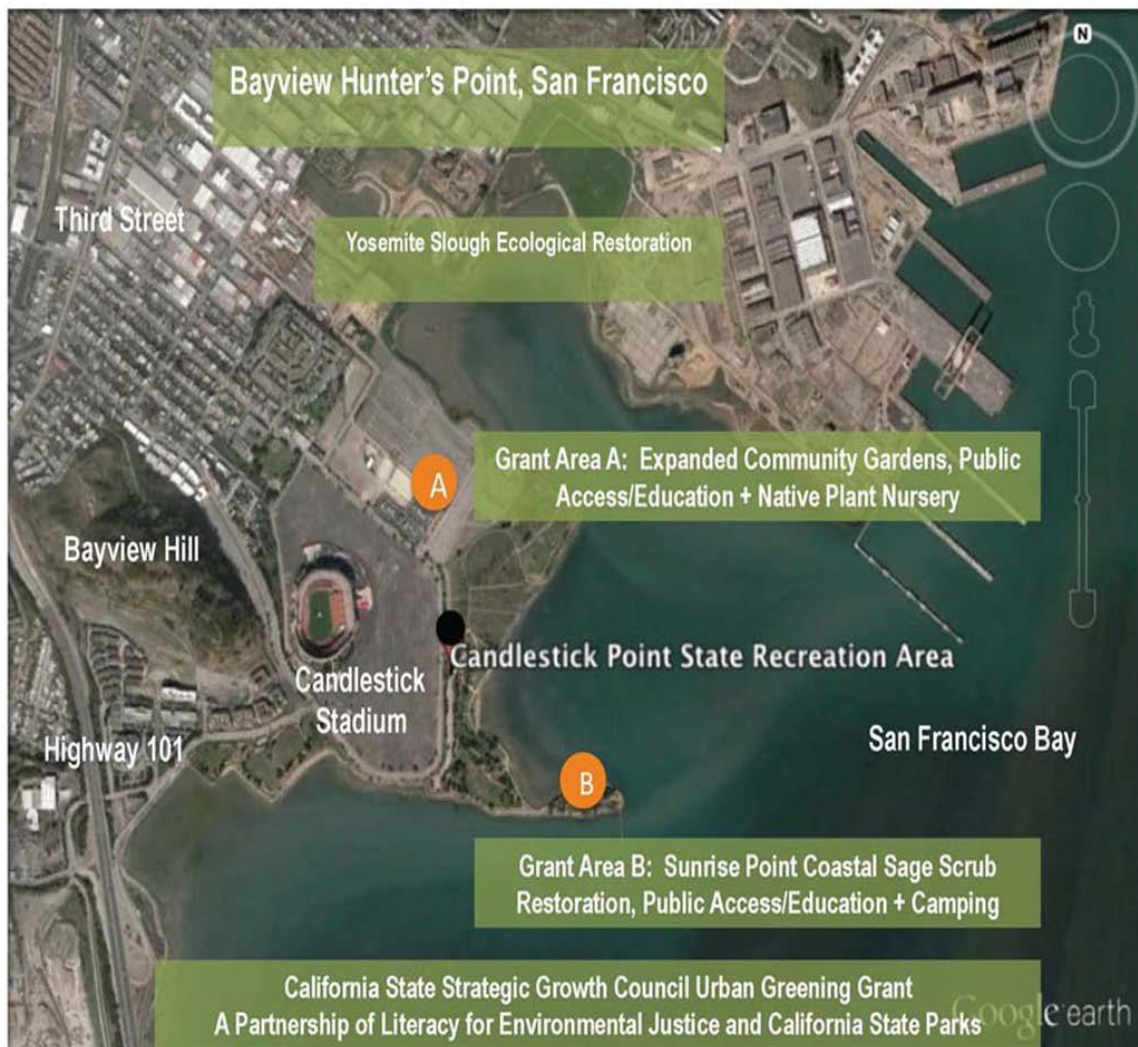 N
Bayview Hunter's Point, San Francisco
Third Street
Yosemite Slough Ecological Restoration
Grant Area A: Expanded Community Gardens, Public
Access/Education + Native Plant Nursery
A
Bayview Hill
Candlestick Point State Recreation Area
Candlestick
Stadium
Highway 101
San Francisco Bay
B
Grant Area B: Sunrise Point Coastal Sage Scrub
Restoration, Public Access/Education + Camping
California State Strategic Growth Council Urban Greening Grant
A Partnership of Literacy for Environmental Justice and California State Parks
Google earth